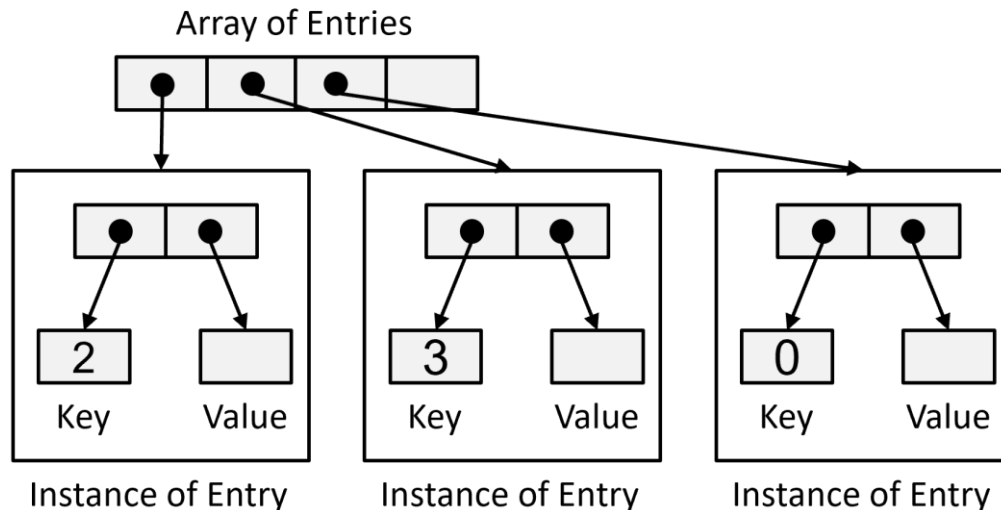 Array of Entries
2 3 0
Key Value Key Value Key Value
Instance of Entry Instance of Entry Instance of Entry